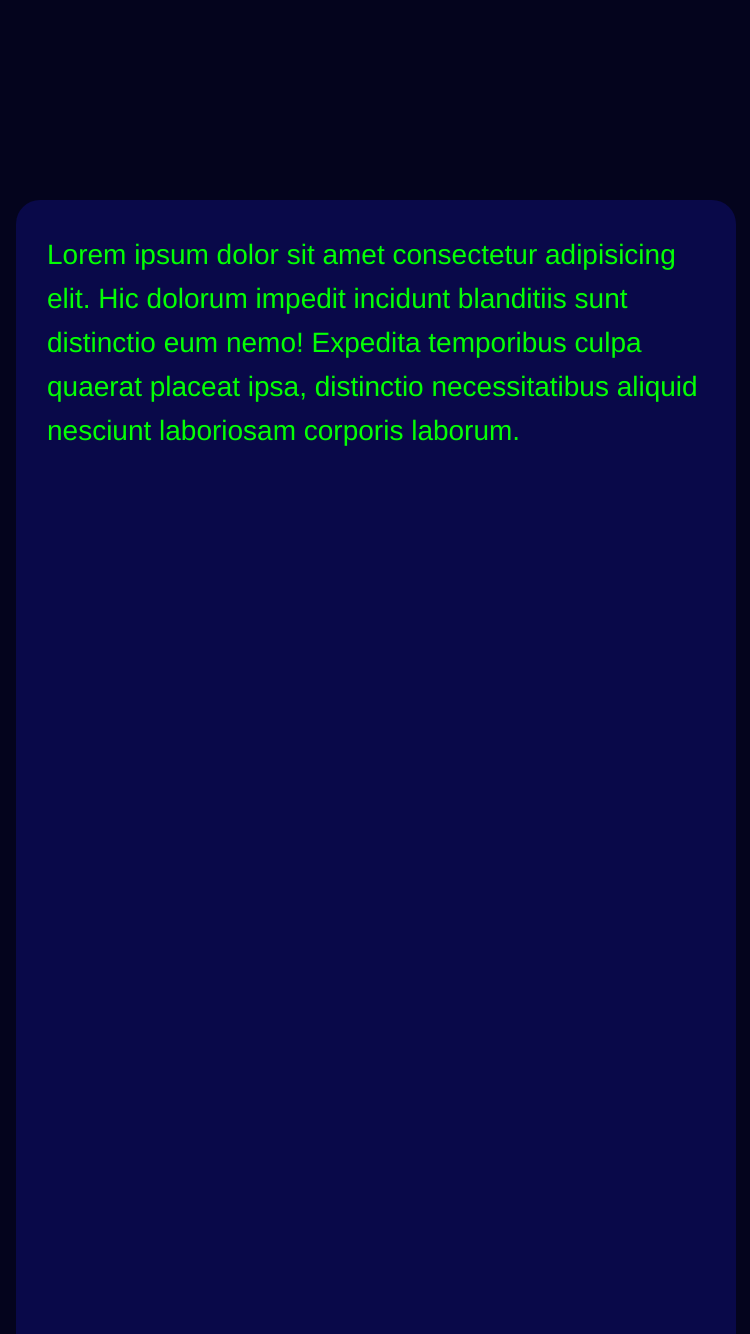 Lorem ipsum dolor sit amet consectetur adipisicing
elit. Hic dolorum impedit incidunt blanditiis sunt
distinctio eum nemo! Expedita temporibus culpa
quaerat placeat ipsa, distinctio necessitatibus aliquid
nesciunt laboriosam corporis laborum.